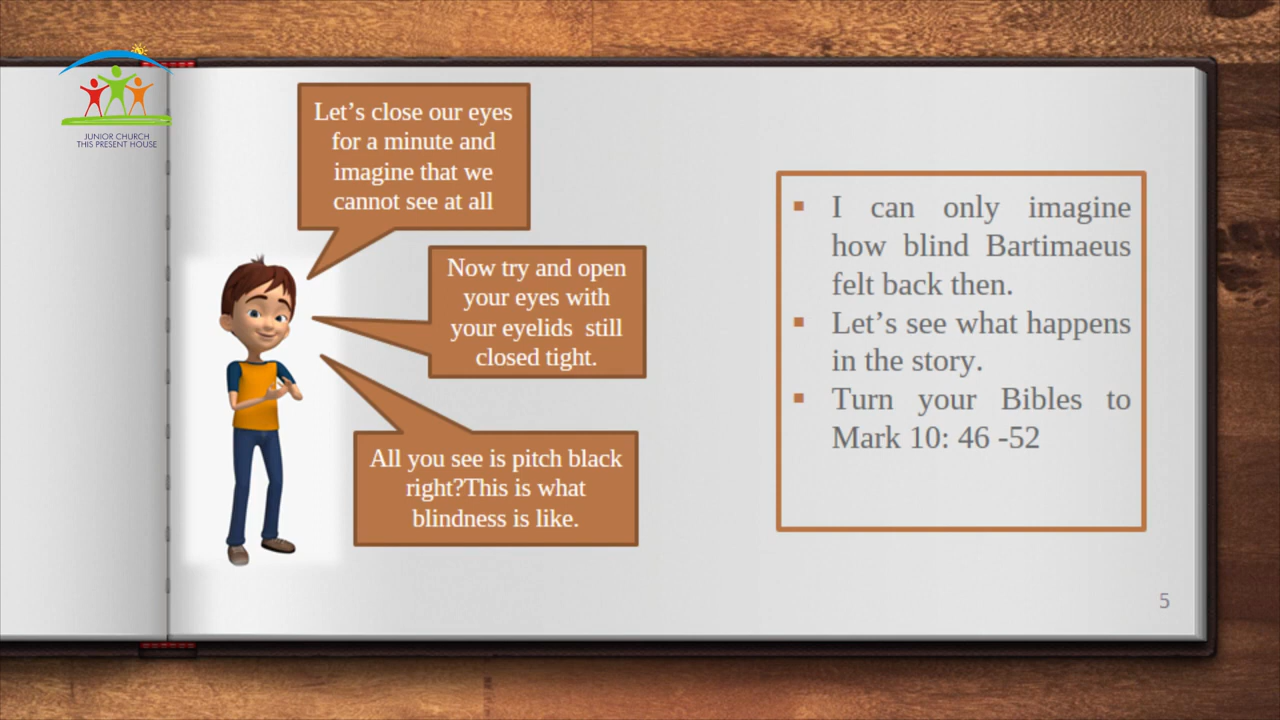 JUNIOR CHURCH
THIS PRESENT HOUSE
Let’s close our eyes
for a minute and
imagine that we
cannot see at all
Now try and open
your eyes with
your eyelids  still
closed tight.
All you see is pitch black
right?This is what
blindness is like.
▪ I can only imagine
how blind Bartimaeus
felt back then.
▪ Let’s see what happens
in the story.
▪ Turn your Bibles to
Mark 10: 46 -52
5